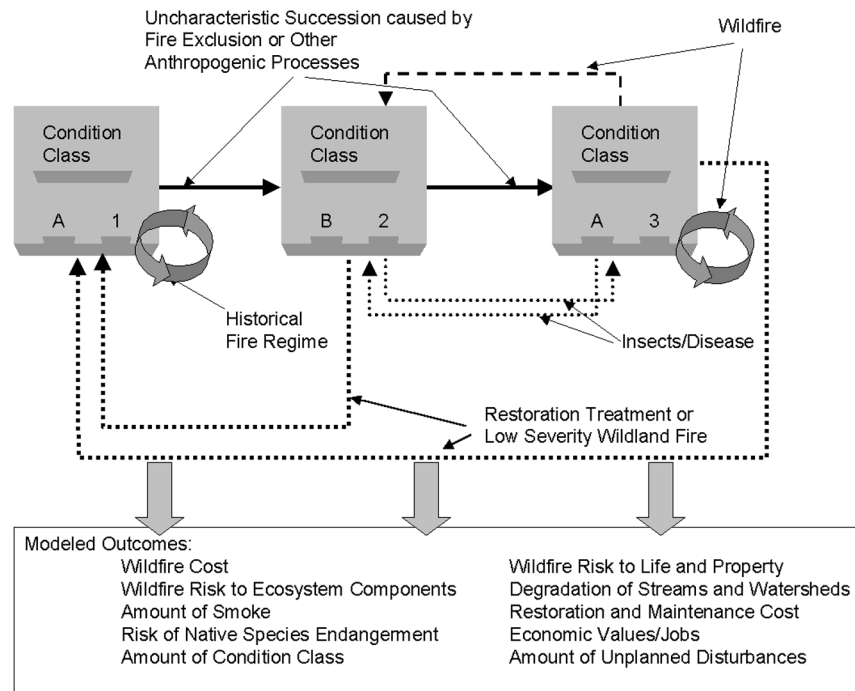 Uncharacteristic Succession caused by
Fire Exclusion or Other
Anthropogenic Processes
Wildfire
Condition
Class
A 1
Condition
Class
B 2
Condition
Class
A 3
Historical
Fire Regime
Insects/Disease
Restoration Treatment or
Low Severity Wildland Fire
Modeled Outcomes:
Wildfire Cost
Wildfire Risk to Ecosystem Components
Amount of Smoke
Risk of Native Species Endangerment
Amount of Condition Class
Wildfire Risk to Life and Property
Degradation of Streams and Watersheds
Restoration and Maintenance Cost
Economic Values/Jobs
Amount of Unplanned Disturbances